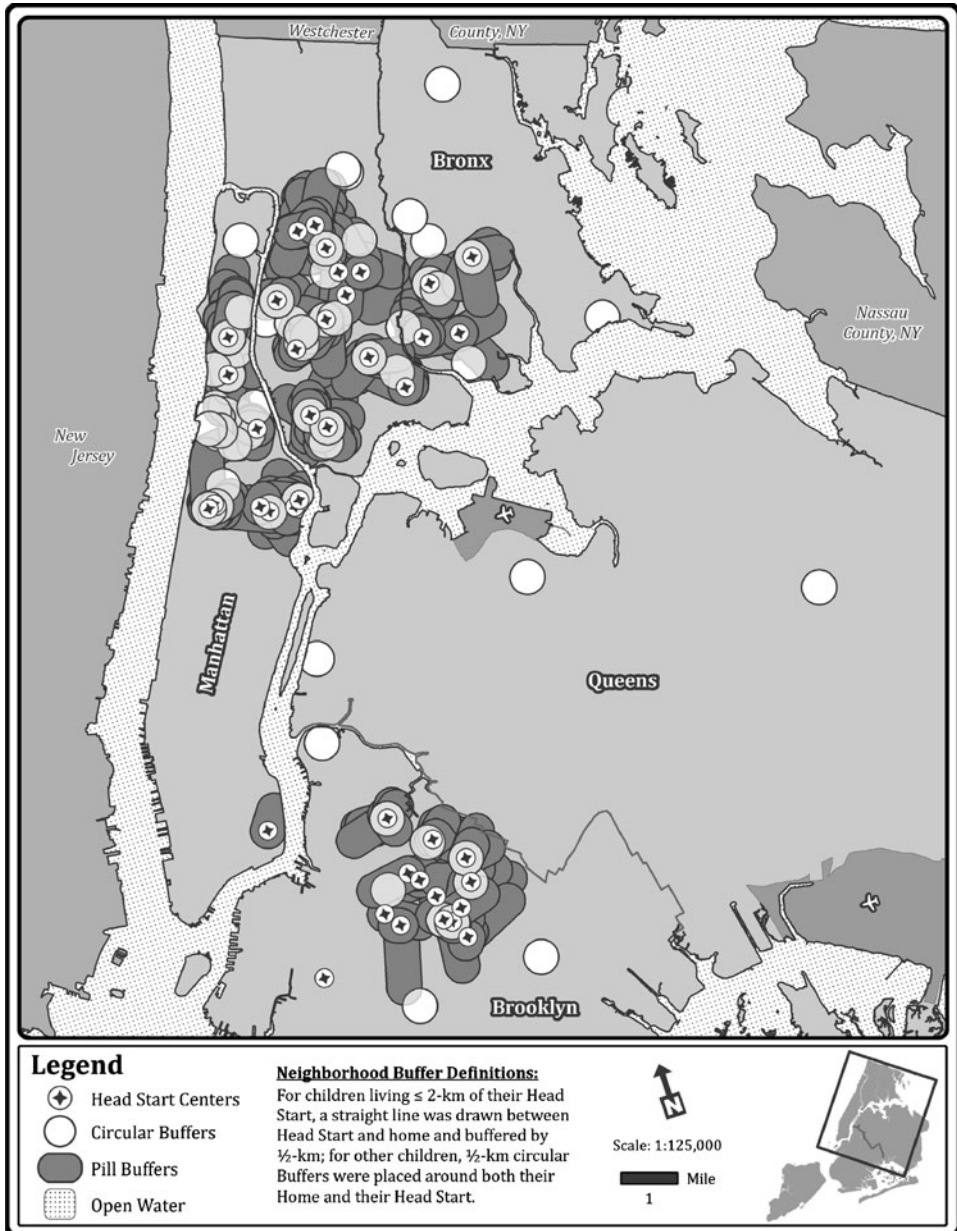 Westchester
County, NY
Bronx
Nassau
County, NY
New
Jersey
Manhattan
Queens
Brooklyn
Legend
Head Start Centers
Circular Buffers
Pill Buffers
Open Water
Neighborhood Buffer Definitions:
For children living ≤ 2-km of their Head
Start, a straight line was drawn between
Head Start and home and buffered by
½-km; for other children, ½-km circular
Buffers were placed around both their
Home and their Head Start.
N
Scale: 1:125,000
Mile
1